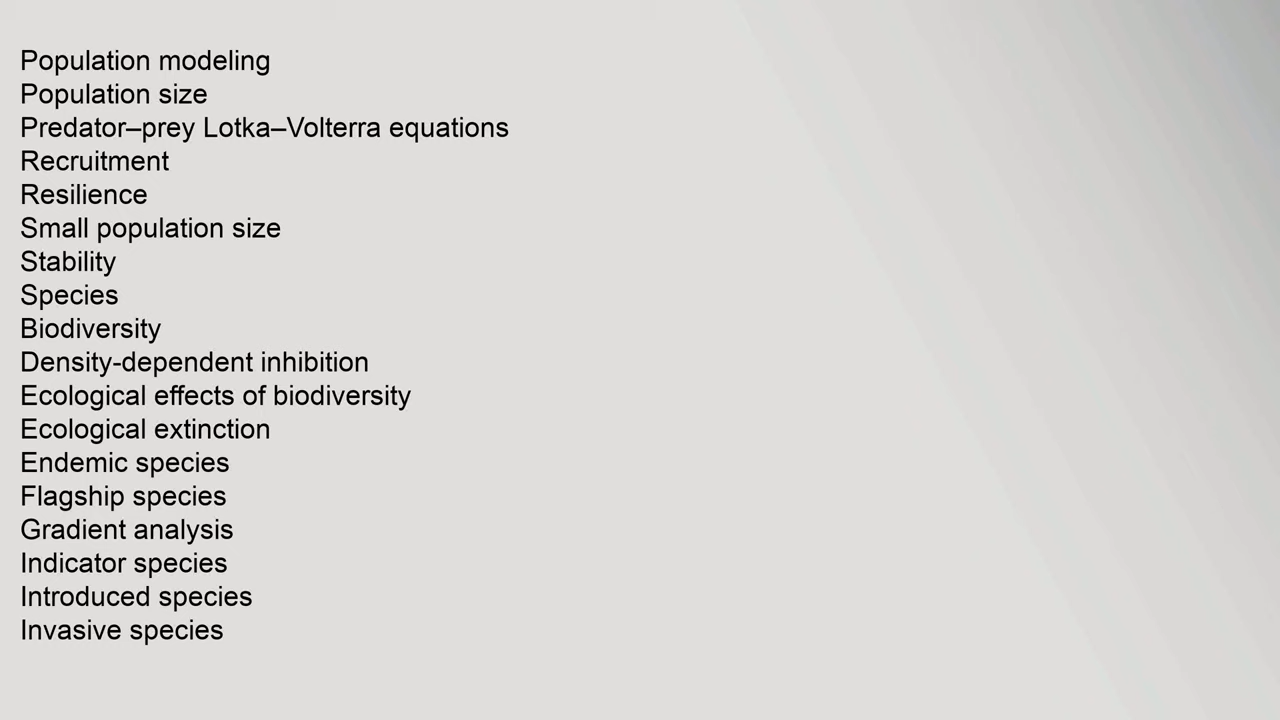 Population modeling
Population size
Predator–prey Lotka–Volterra equations
Recruitment
Resilience
Small population size
Stability
Species
Biodiversity
Density-dependent inhibition
Ecological effects of biodiversity
Ecological extinction
Endemic species
Flagship species
Gradient analysis
Indicator species
Introduced species
Invasive species